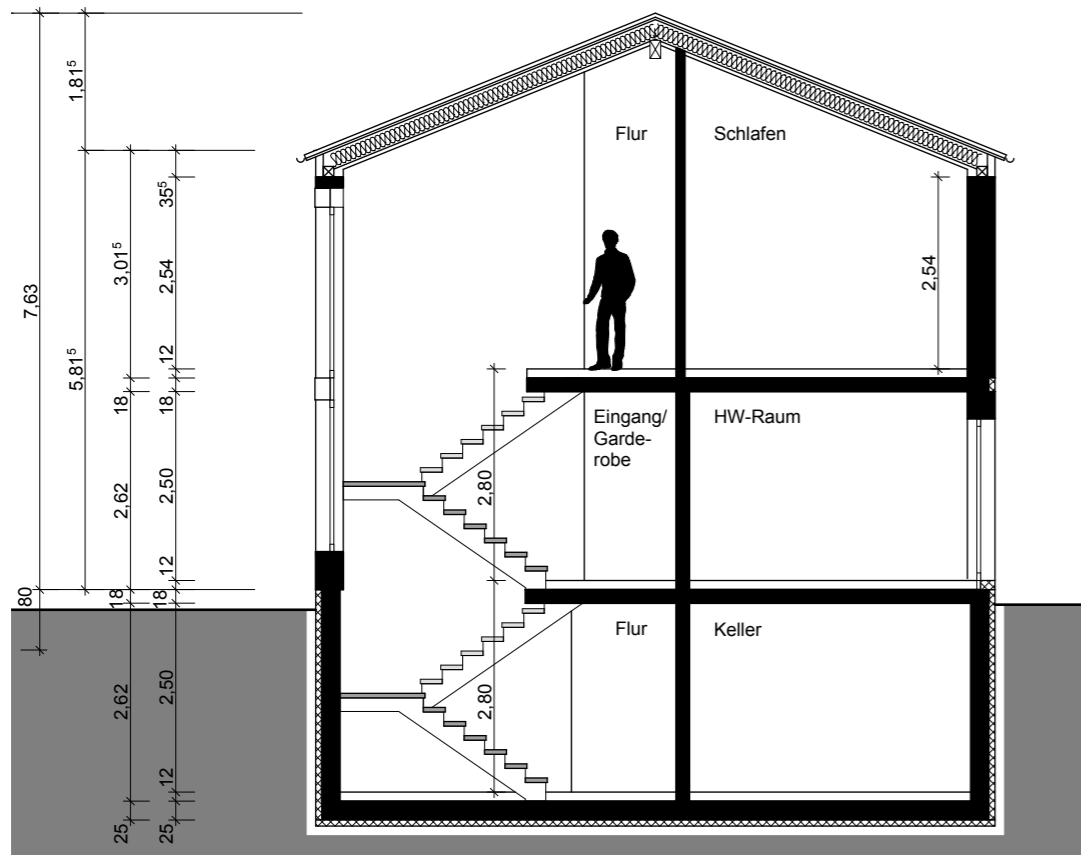 1,81⁵
7,63
5,81⁵
80
3,01⁵
18
2,62
18
2,62
25
35⁵
2,54
12
18
2,50
12
18
2,50
12
25
Flur
Schlafen
2,54
Eingang/
Garde-
robe
HW-Raum
2,80
Flur
Keller
2,80